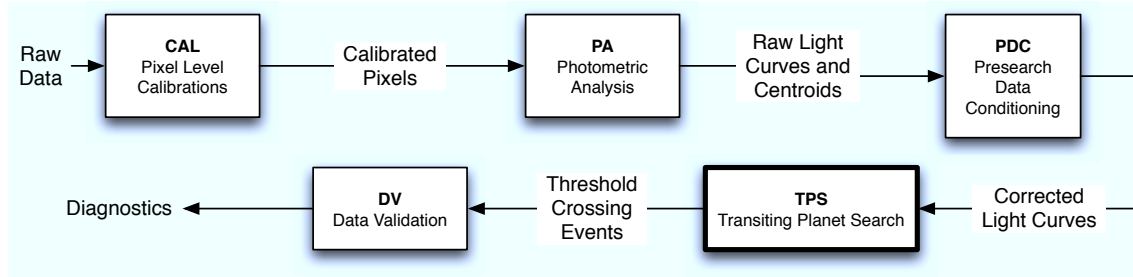 Raw
Data
CAL
Pixel Level
Calibrations
Calibrated
Pixels
PA
Photometric
Analysis
Raw Light
Curves and
Centroids
PDC
Presearch
Data
Conditioning
Diagnostics
DV
Data Validation
Threshold
Crossing
Events
TPS
Transiting Planet Search
Corrected
Light Curves